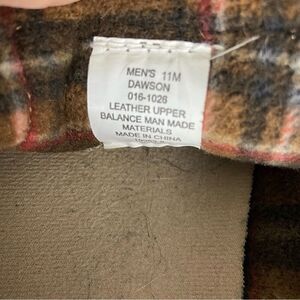 MEN'S 11M
DAWSON
016-1026
LEATHER UPPER
BALANCE MAN MADE
MATERIALS
MADE IN CHINA